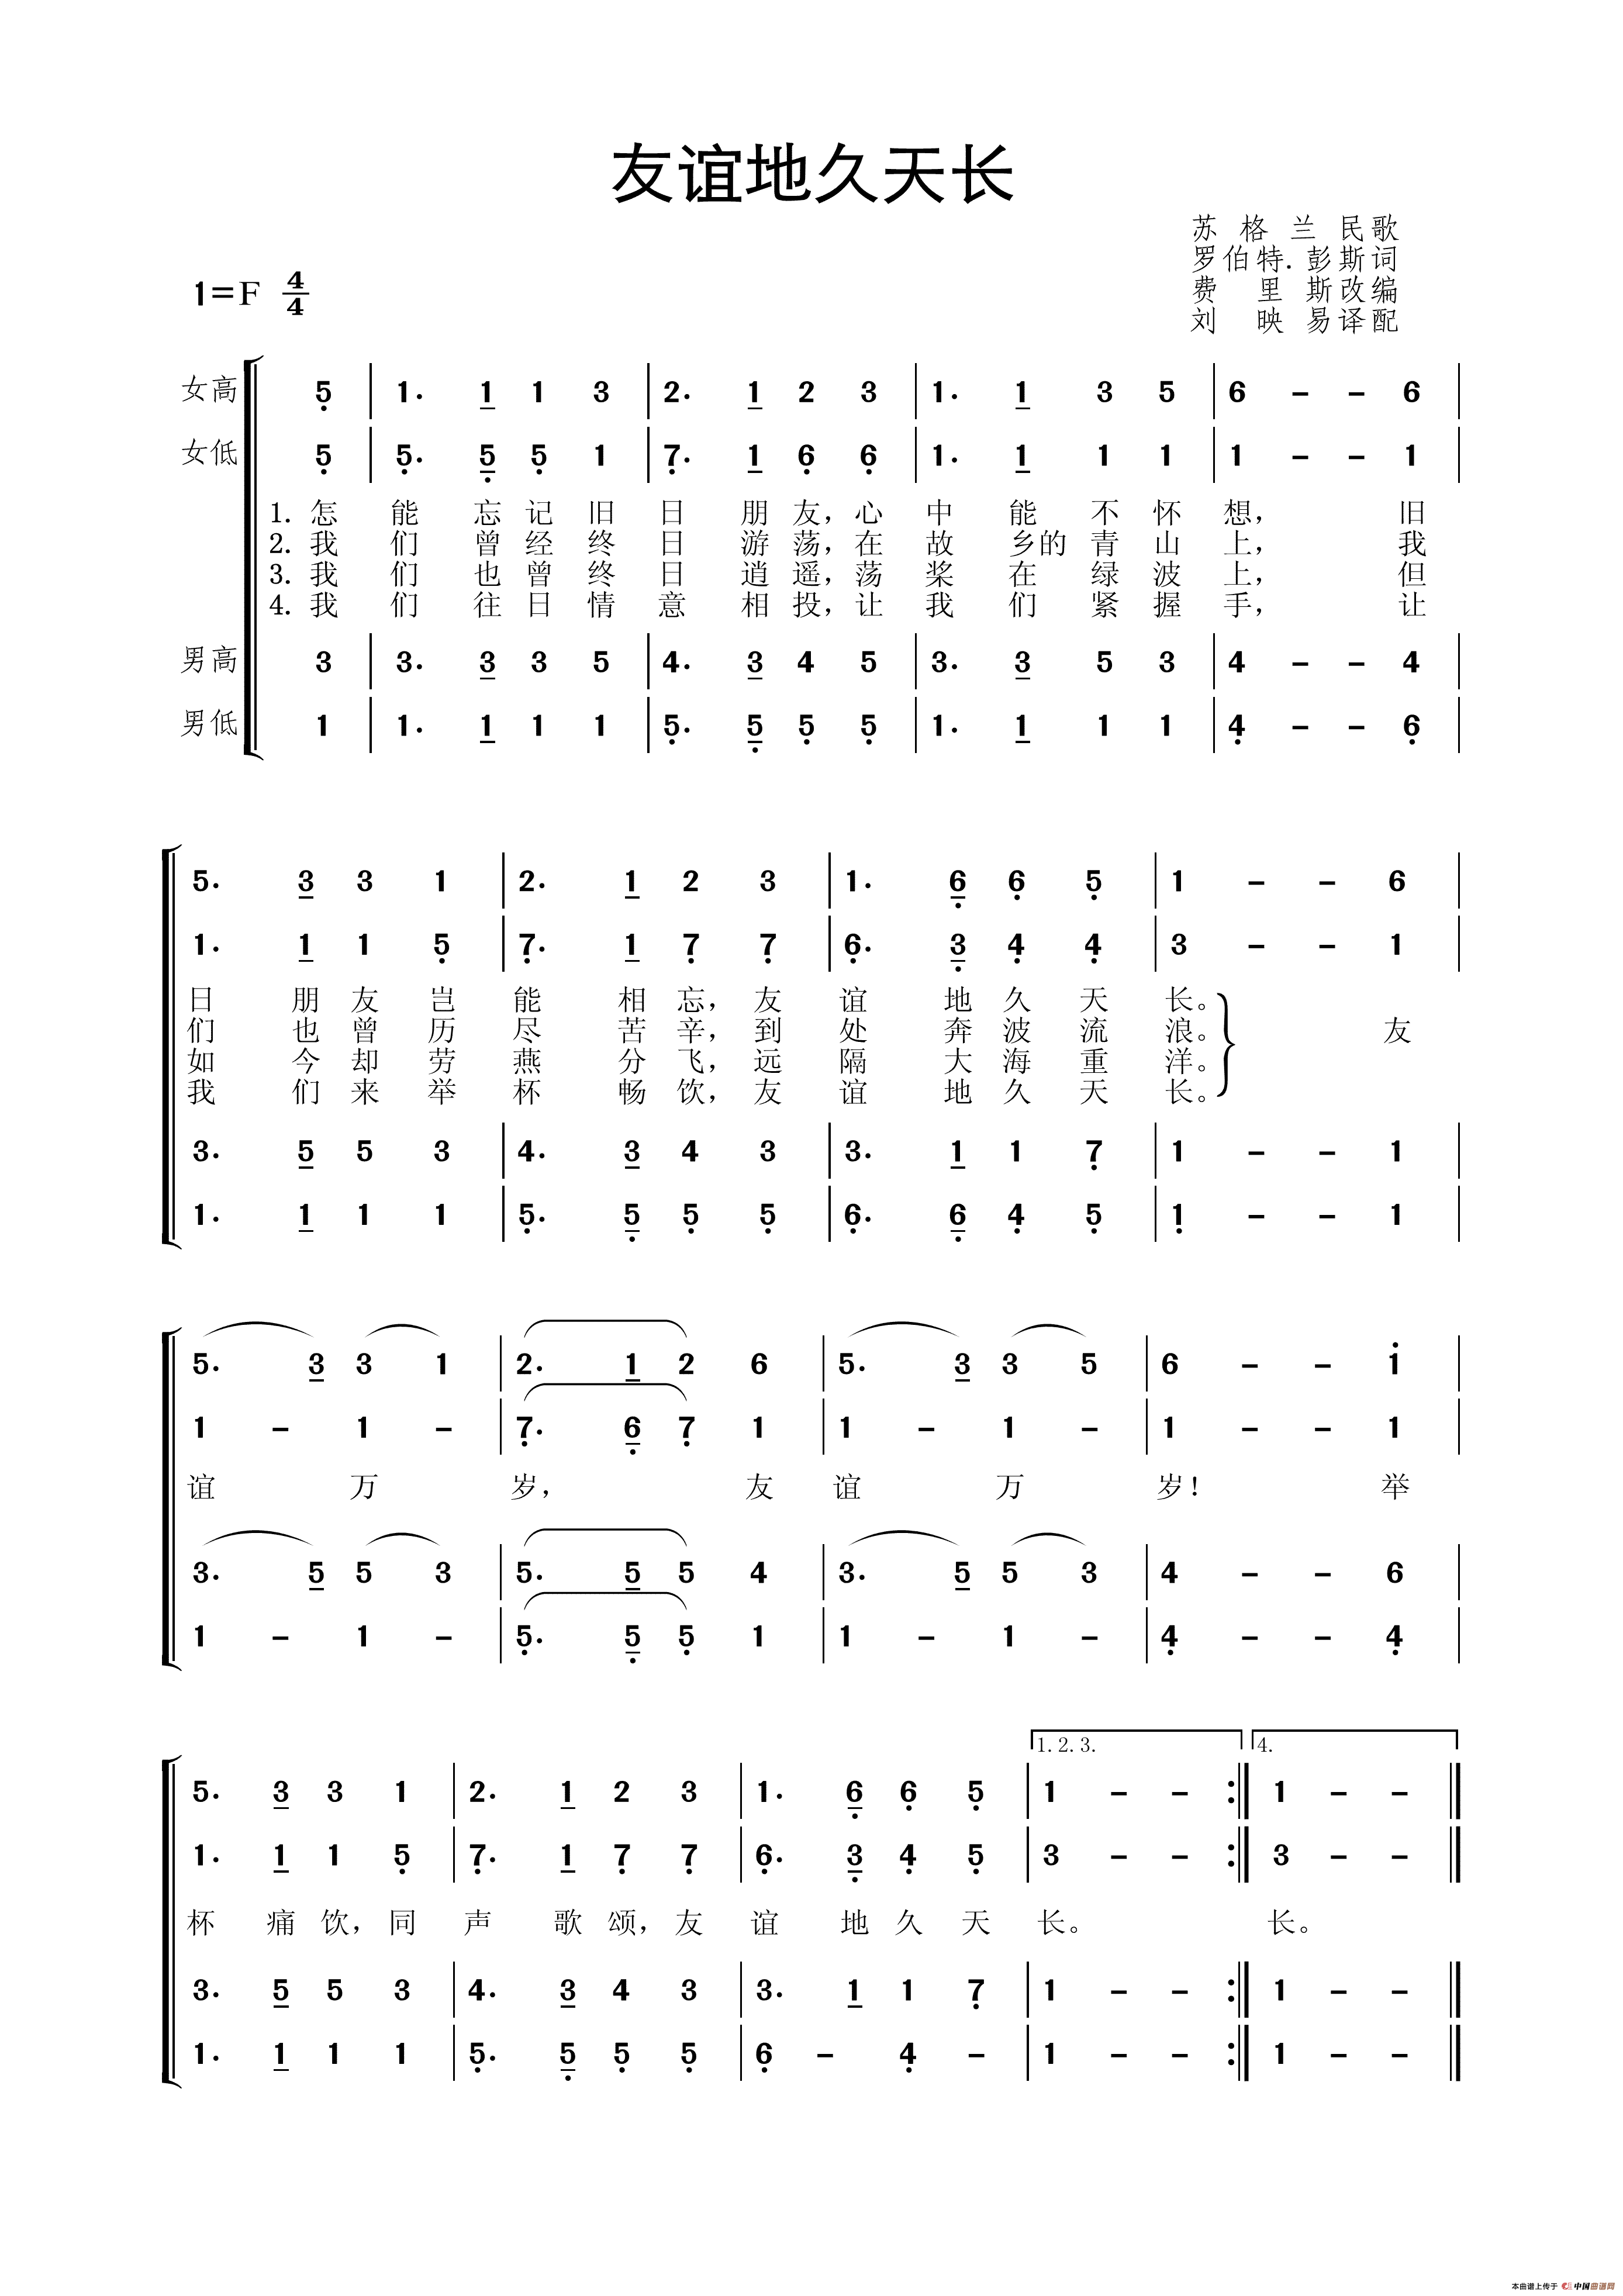 友谊地久天长
苏格兰民歌
罗伯特.彭斯词
费里斯改编
刘映易译配
1=F 4/4
女高 5̣ | 1. 1̲ 1 3 | 2. 1̲ 2 3 | 1. 1̲ 3 5 | 6 – – 6 |
女低 5̣ | 5̣. 5̣̲ 5̣ 1 | 7̣. 1̲ 6̣ 6̣ | 1. 1̲ 1 1 | 1 – – 1 |
1. 怎能忘记旧日朋友，心中能不怀想，旧
2. 我们曾经终日游荡，在故乡的青山上，我
3. 我们也曾终日逍遥，荡桨在绿波上，但
4. 我们往日情意相投，让我们紧握手，让
男高 3 | 3. 3̲ 3 5 | 4. 3̲ 4 5 | 3. 3̲ 5 3 | 4 – – 4 |
男低 1 | 1. 1̲ 1 1 | 5̣. 5̣̲ 5̣ 5̣ | 1. 1̲ 1 1 | 4̣ – – 6̣ |
5. 3̲ 3 1 | 2. 1̲ 2 3 | 1. 6̣̲ 6̣ 5̣ | 1 – – 6 |
1. 1̲ 1 5̣ | 7̣. 1̲ 7̣ 7̣ | 6̣. 3̣̲ 4̣ 4̣ | 3 – – 1 |
日朋友岂能相忘，友谊地久天长。
们也曾历尽苦辛，到处奔波流浪。 友
如今却劳燕分飞，远隔大海重洋。
我们来举杯畅饮，友谊地久天长。
3. 5̲ 5 3 | 4. 3̲ 4 3 | 3. 1̲ 1 7̣ | 1 – – 1 |
1. 1̲ 1 1 | 5̣. 5̣̲ 5̣ 5̣ | 6̣. 6̣̲ 4̣ 5̣ | 1̣ – – 1 |
5. 3̲ 3 1 | 2. 1̲ 2 6 | 5. 3̲ 3 5 | 6 – – 1̇ |
1 – 1 – | 7̣. 6̣̲ 7̣ 1 | 1 – 1 – | 1 – – 1 |
谊万岁，友谊万岁！举
3. 5̲ 5 3 | 5. 5̲ 5 4 | 3. 5̲ 5 3 | 4 – – 6 |
1 – 1 – | 5̣. 5̣̲ 5̣ 1 | 1 – 1 – | 4̣ – – 4̣ |
1.2.3. 4.
5. 3̲ 3 1 | 2. 1̲ 2 3 | 1. 6̣̲ 6̣ 5̣ | 1 – – :‖ 1 – – ‖
1. 1̲ 1 5̣ | 7̣. 1̲ 7̣ 7̣ | 6̣. 3̣̲ 4̣ 5̣ | 3 – – :‖ 3 – – ‖
杯痛饮，同声歌颂，友谊地久天长。 长。
3. 5̲ 5 3 | 4. 3̲ 4 3 | 3. 1̲ 1 7̣ | 1 – – :‖ 1 – – ‖
1. 1̲ 1 1 | 5̣. 5̣̲ 5̣ 5̣ | 6̣ – 4̣ – | 1 – – :‖ 1 – – ‖
本曲谱上传于 中国曲谱网